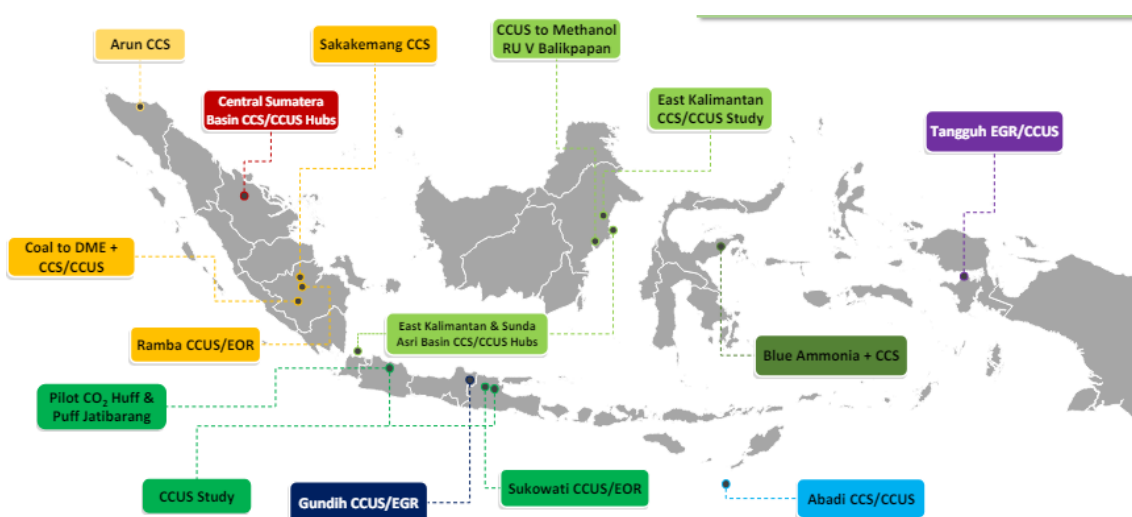 CCUS to Methanol
RU V Balikpapan
Arun CCS
Sakakemang CCS
Central Sumatera
Basin CCS/CCUS Hubs
East Kalimantan
CCS/CCUS Study
Tangguh EGR/CCUS
Coal to DME +
CCS/CCUS
East Kalimantan & Sunda
Asri Basin CCS/CCUS Hubs
Ramba CCUS/EOR
Blue Ammonia + CCS
Pilot CO₂ Huff &
Puff Jatibarang
CCUS Study
Gundih CCUS/EGR
Sukowati CCUS/EOR
Abadi CCS/CCUS